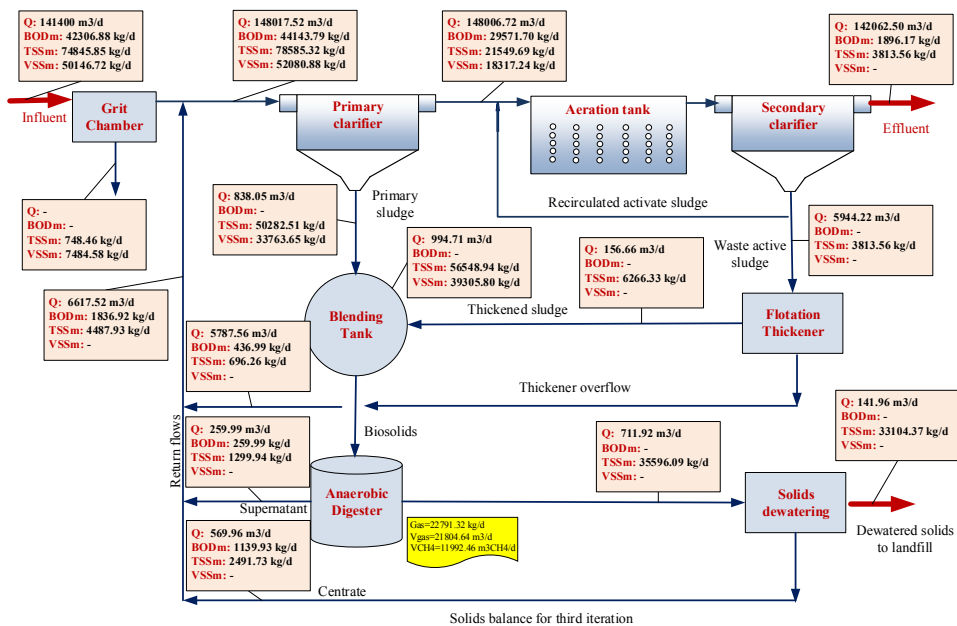 Q: 141400 m3/d
BODm: 42306.88 kg/d
TSSm: 74845.85 kg/d
VSSm: 50146.72 kg/d
Q: 148017.52 m3/d
BODm: 44143.79 kg/d
TSSm: 78585.32 kg/d
VSSm: 52080.88 kg/d
Q: 148006.72 m3/d
BODm: 29571.70 kg/d
TSSm: 21549.69 kg/d
VSSm: 18317.24 kg/d
Q: 142062.50 m3/d
BODm: 1896.17 kg/d
TSSm: 3813.56 kg/d
VSSm: -
Influent
Grit
Chamber
Primary
clarifier
Aeration tank
Secondary
clarifier
Effluent
Q: -
BODm: -
TSSm: 748.46 kg/d
VSSm: 7484.58 kg/d
Q: 838.05 m3/d
BODm: -
TSSm: 50282.51 kg/d
VSSm: 33763.65 kg/d
Primary
sludge
Recirculated activate sludge
Waste active
sludge
Q: 5944.22 m3/d
BODm: -
TSSm: 3813.56 kg/d
VSSm: -
Q: 994.71 m3/d
BODm: -
TSSm: 56548.94 kg/d
VSSm: 39305.80 kg/d
Q: 156.66 m3/d
BODm: -
TSSm: 6266.33 kg/d
VSSm: -
Q: 6617.52 m3/d
BODm: 1836.92 kg/d
TSSm: 4487.93 kg/d
VSSm: -
Blending
Tank
Thickened sludge
Flotation
Thickener
Q: 5787.56 m3/d
BODm: 436.99 kg/d
TSSm: 696.26 kg/d
VSSm: -
Thickener overflow
Biosolids
Return flows
Q: 259.99 m3/d
BODm: 259.99 kg/d
TSSm: 1299.94 kg/d
VSSm: -
Supernatant
Anaerobic
Digester
Q: 711.92 m3/d
BODm: -
TSSm: 35596.09 kg/d
VSSm: -
Q: 141.96 m3/d
BODm: -
TSSm: 33104.37 kg/d
VSSm: -
Solids
dewatering
Dewatered solids
to landfill
Gas=22791.32 kg/d
Vgas=21804.64 m3/d
VCH4=11992.46 m3CH4/d
Q: 569.96 m3/d
BODm: 1139.93 kg/d
TSSm: 2491.73 kg/d
VSSm: -
Centrate
Solids balance for third iteration